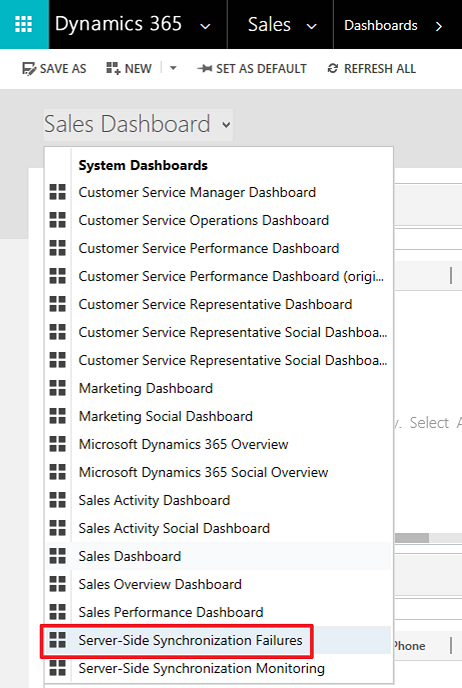 Dynamics 365 Sales Dashboards
SAVE AS NEW SET AS DEFAULT REFRESH ALL
Sales Dashboard
System Dashboards
Customer Service Manager Dashboard
Customer Service Operations Dashboard
Customer Service Performance Dashboard
Customer Service Performance Dashboard (origi...
Customer Service Representative Dashboard
Customer Service Representative Social Dashboa...
Customer Service Representative Social Dashboa...
Marketing Dashboard
Marketing Social Dashboard
y. Select A
Microsoft Dynamics 365 Overview
Microsoft Dynamics 365 Social Overview
Sales Activity Dashboard
Sales Activity Social Dashboard
Sales Dashboard
Sales Overview Dashboard
Sales Performance Dashboard
Server-Side Synchronization Failures
Phone
Server-Side Synchronization Monitoring